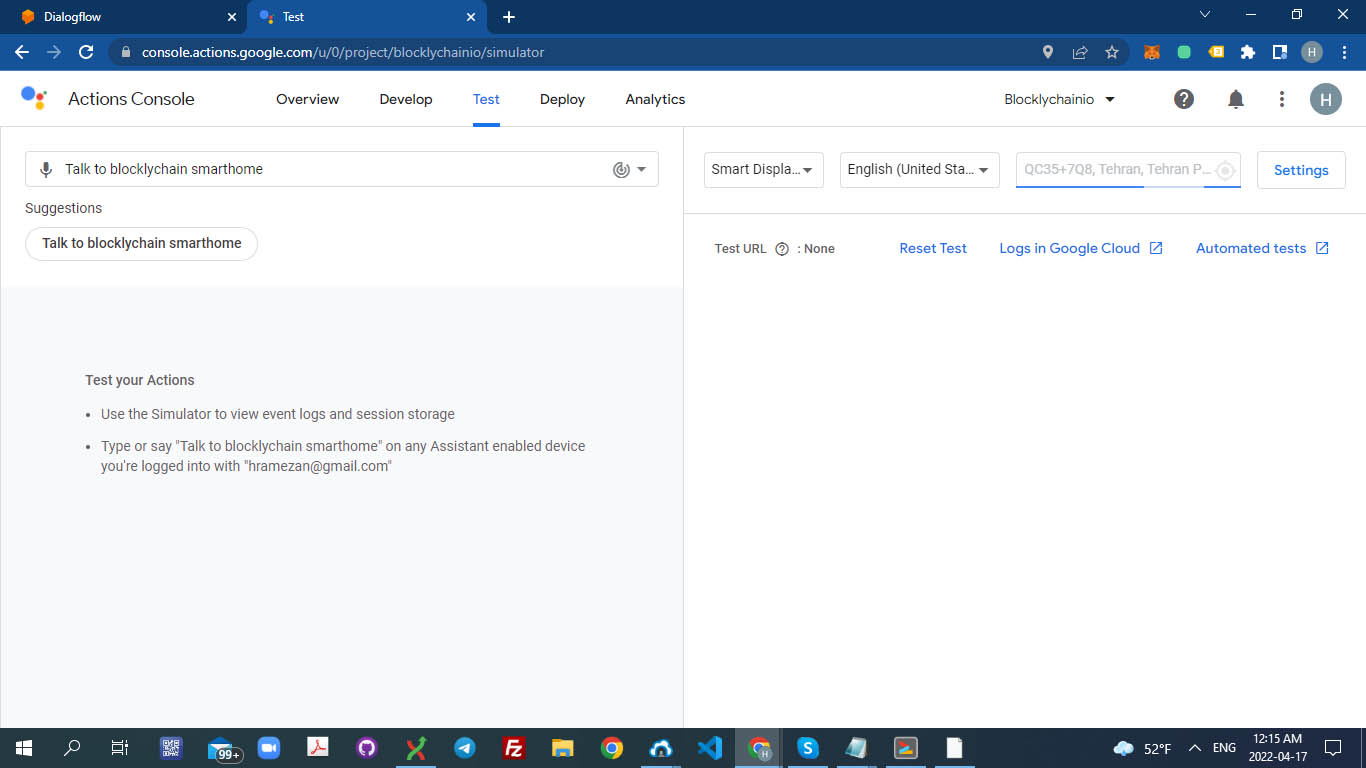 Dialogflow
Test
console.actions.google.com/u/0/project/blocklychainio/simulator
H
Actions Console
Overview
Develop
Test
Deploy
Analytics
Blocklychainio
H
Talk to blocklychain smarthome
Suggestions
Talk to blocklychain smarthome
Test your Actions
• Use the Simulator to view event logs and session storage
• Type or say "Talk to blocklychain smarthome" on any Assistant enabled device
you're logged into with "hramezan@gmail.com"
Smart Displa...
English (United Sta...
QC35+7Q8, Tehran, Tehran P...
Settings
Test URL ? : None
Reset Test
Logs in Google Cloud
Automated tests
99+
Fz
H
S
52°F
ENG
12:15 AM
2022-04-17